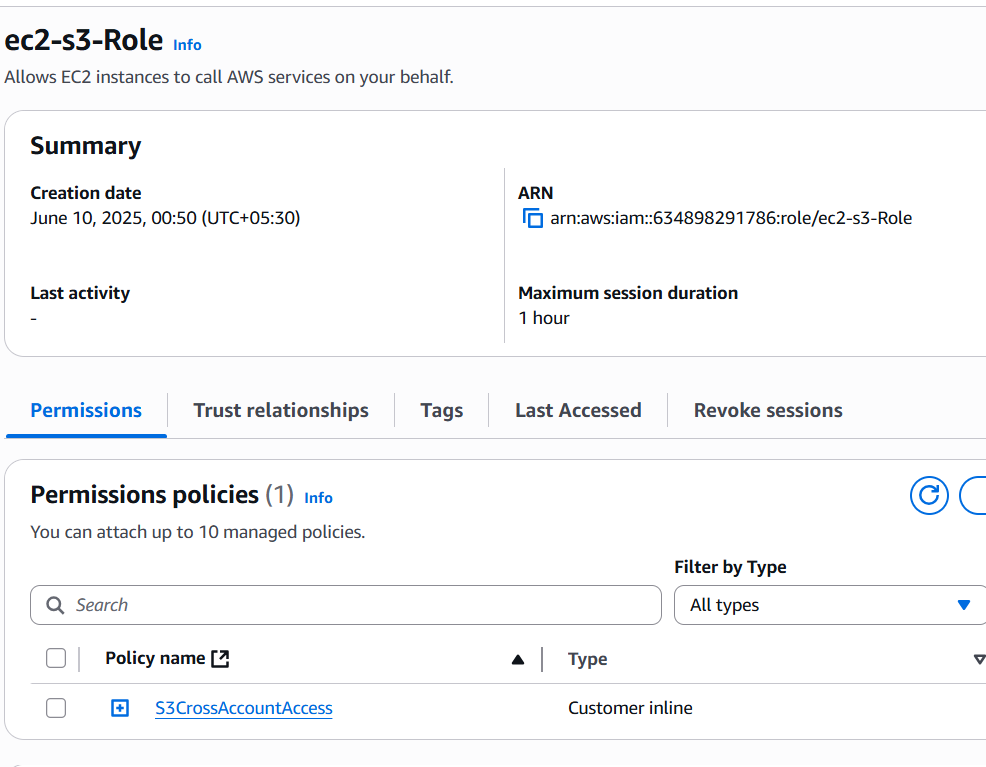 ec2-s3-Role Info
Allows EC2 instances to call AWS services on your behalf.
Summary
Creation date
June 10, 2025, 00:50 (UTC+05:30)
ARN
arn:aws:iam::634898291786:role/ec2-s3-Role
Last activity
-
Maximum session duration
1 hour
Permissions Trust relationships Tags Last Accessed Revoke sessions
Permissions policies (1) Info
You can attach up to 10 managed policies.
Filter by Type
Search All types
Policy name Type
S3CrossAccountAccess Customer inline